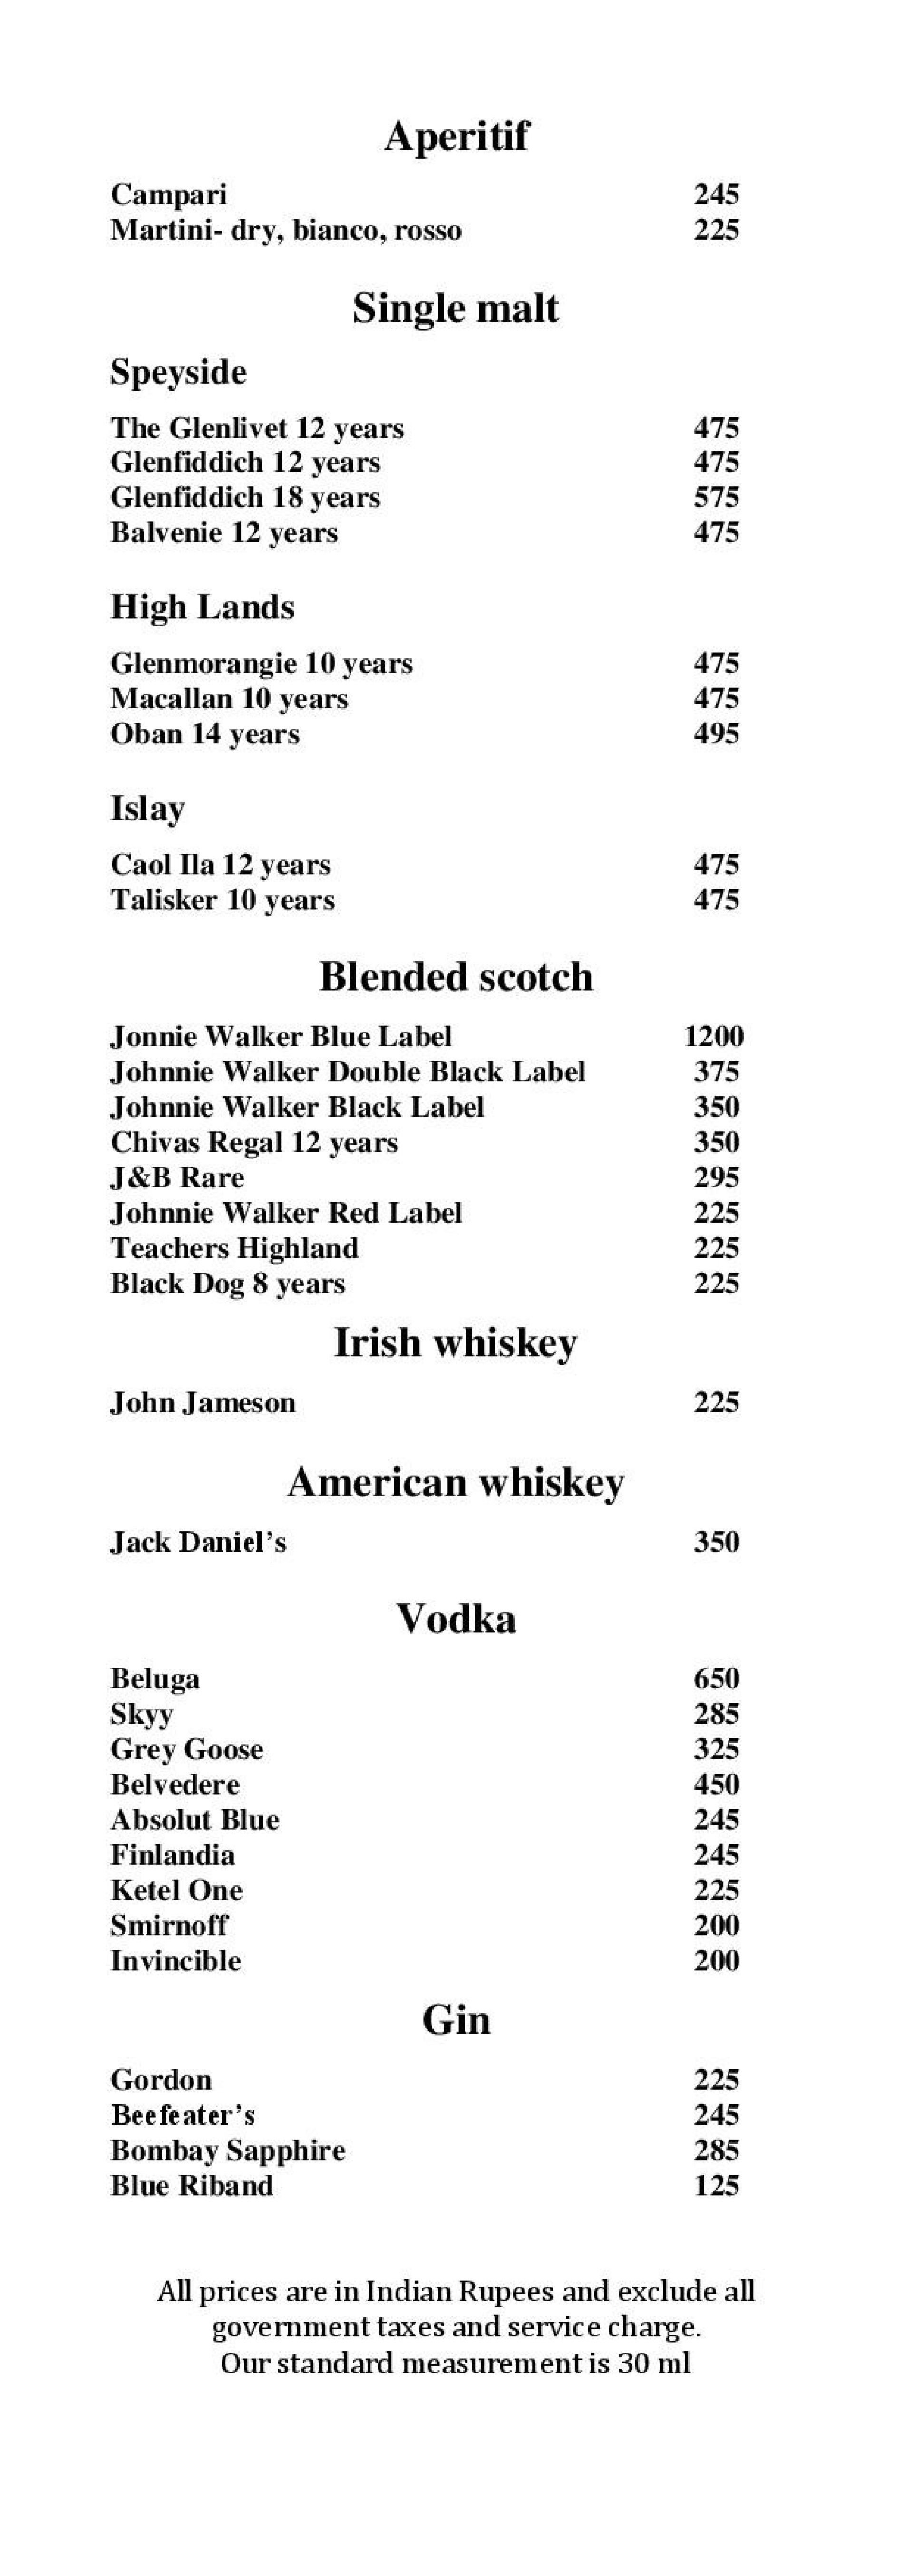 Aperitif
Campari 245
Martini- dry, bianco, rosso 225
Single malt
Speyside
The Glenlivet 12 years 475
Glenfiddich 12 years 475
Glenfiddich 18 years 575
Balvenie 12 years 475
High Lands
Glenmorangie 10 years 475
Macallan 10 years 475
Oban 14 years 495
Islay
Caol Ila 12 years 475
Talisker 10 years 475
Blended scotch
Jonnie Walker Blue Label 1200
Johnnie Walker Double Black Label 375
Johnnie Walker Black Label 350
Chivas Regal 12 years 350
J&B Rare 295
Johnnie Walker Red Label 225
Teachers Highland 225
Black Dog 8 years 225
Irish whiskey
John Jameson 225
American whiskey
Jack Daniel’s 350
Vodka
Beluga 650
Skyy 285
Grey Goose 325
Belvedere 450
Absolut Blue 245
Finlandia 245
Ketel One 225
Smirnoff 200
Invincible 200
Gin
Gordon 225
Beefeater’s 245
Bombay Sapphire 285
Blue Riband 125
All prices are in Indian Rupees and exclude all
government taxes and service charge.
Our standard measurement is 30 ml